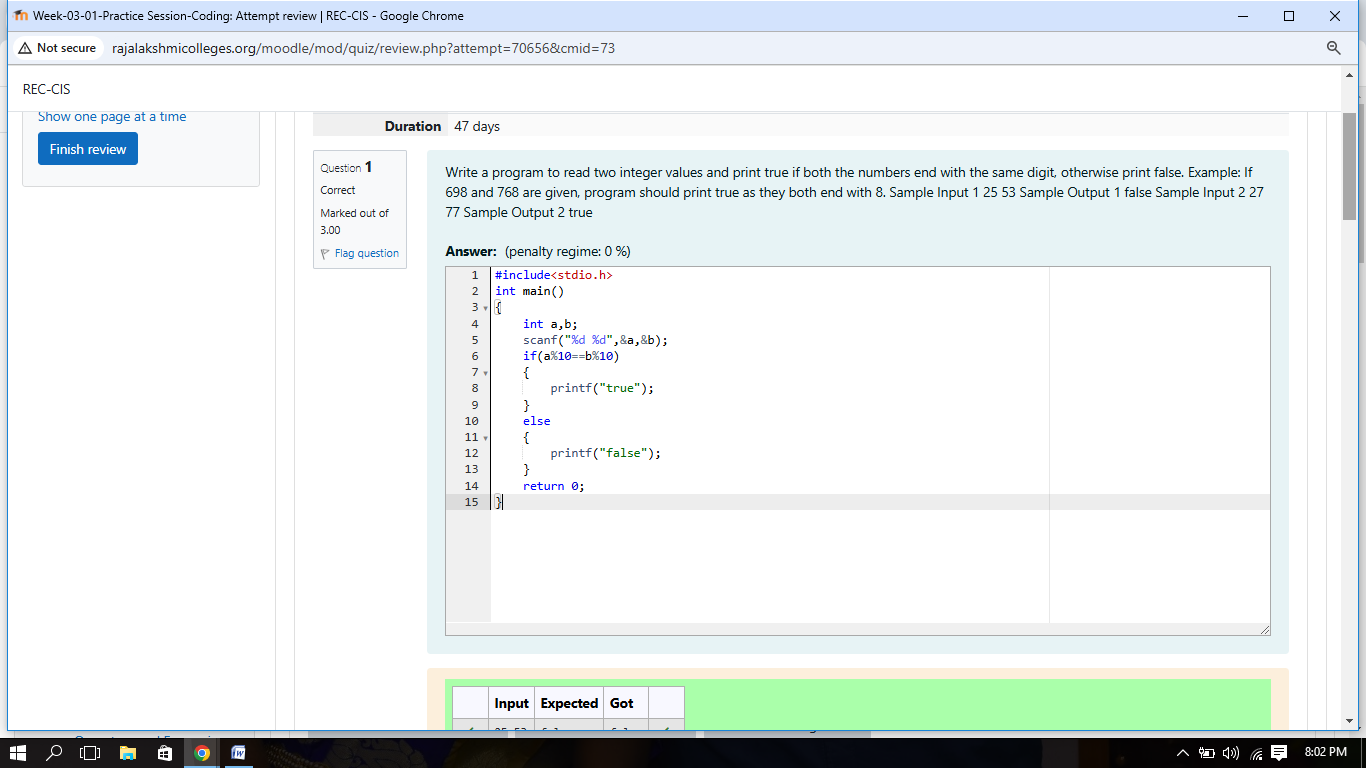 Week-03-01-Practice Session-Coding: Attempt review | REC-CIS - Google Chrome
Not secure rajalakshmicolleges.org/moodle/mod/quiz/review.php?attempt=70656&cmid=73
REC-CIS
Show one page at a time
Finish review
Duration 47 days
Question 1
Correct
Marked out of
3.00
Flag question
Write a program to read two integer values and print true if both the numbers end with the same digit, otherwise print false. Example: If
698 and 768 are given, program should print true as they both end with 8. Sample Input 1 25 53 Sample Output 1 false Sample Input 2 27
77 Sample Output 2 true
Answer: (penalty regime: 0 %)
1 #include<stdio.h>
2 int main()
3 {
4 int a,b;
5 scanf("%d %d",&a,&b);
6 if(a%10==b%10)
7 {
8 printf("true");
9 }
10 else
11 {
12 printf("false");
13 }
14 return 0;
15 }
Input Expected Got
8:02 PM